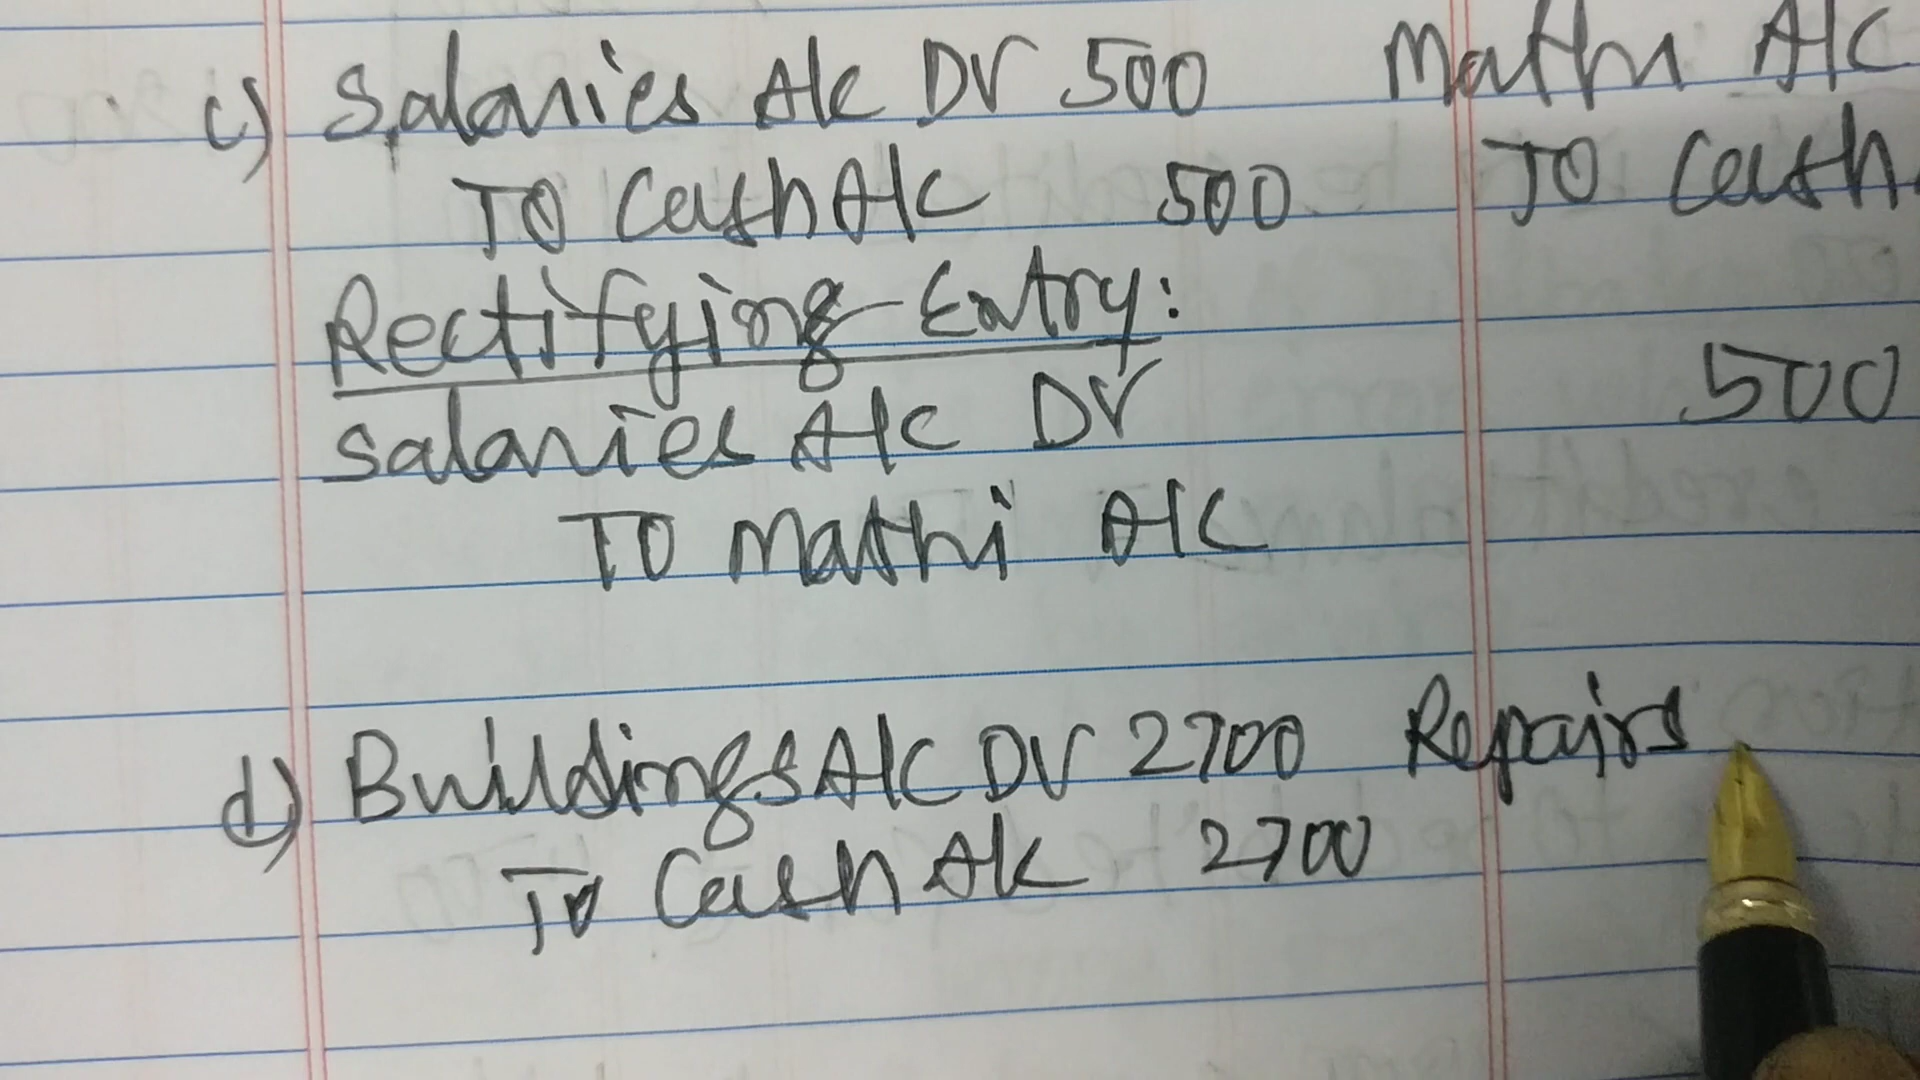 c) Salaries A/c Dr 500 Mathi A/c
To Cash A/c 500 To Cash
Rectifying Entry:
Salaries A/c Dr 500
To Mathi A/c
d) Buildings A/c Dr 2700 Repairs
To Cash A/c 2700